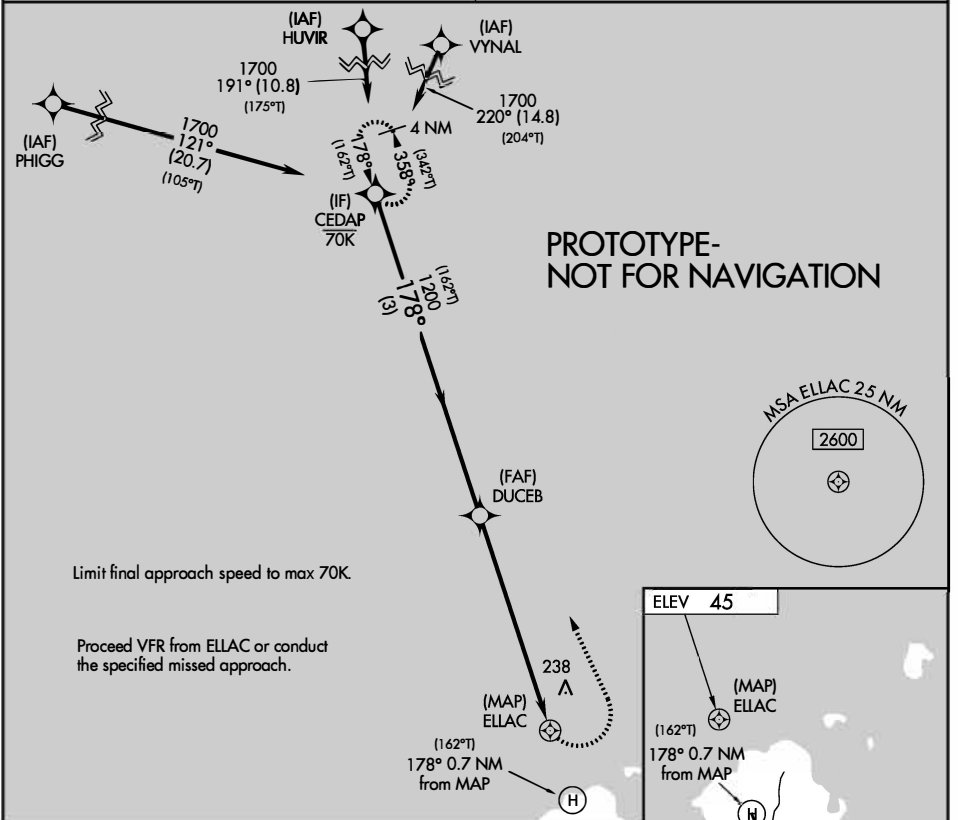 (IAF)
HUVIR
(IAF)
VYNAL
1700
191° (10.8)
(175°T)
1700
220° (14.8)
(204°T)
(IAF)
PHIGG
1700
121°
(20.7)
(105°T)
4 NM
178°
(162°T)
358°
(342°T)
(IF)
CEDAP
70K
PROTOTYPE-
NOT FOR NAVIGATION
(162°T)
1200
178°
(3)
MSA ELLAC 25 NM
2600
(FAF)
DUCEB
Limit final approach speed to max 70K.
Proceed VFR from ELLAC or conduct
the specified missed approach.
238
(MAP)
ELLAC
(162°T)
178° 0.7 NM
from MAP
H
ELEV 45
(MAP)
ELLAC
(162°T)
178° 0.7 NM
from MAP
H